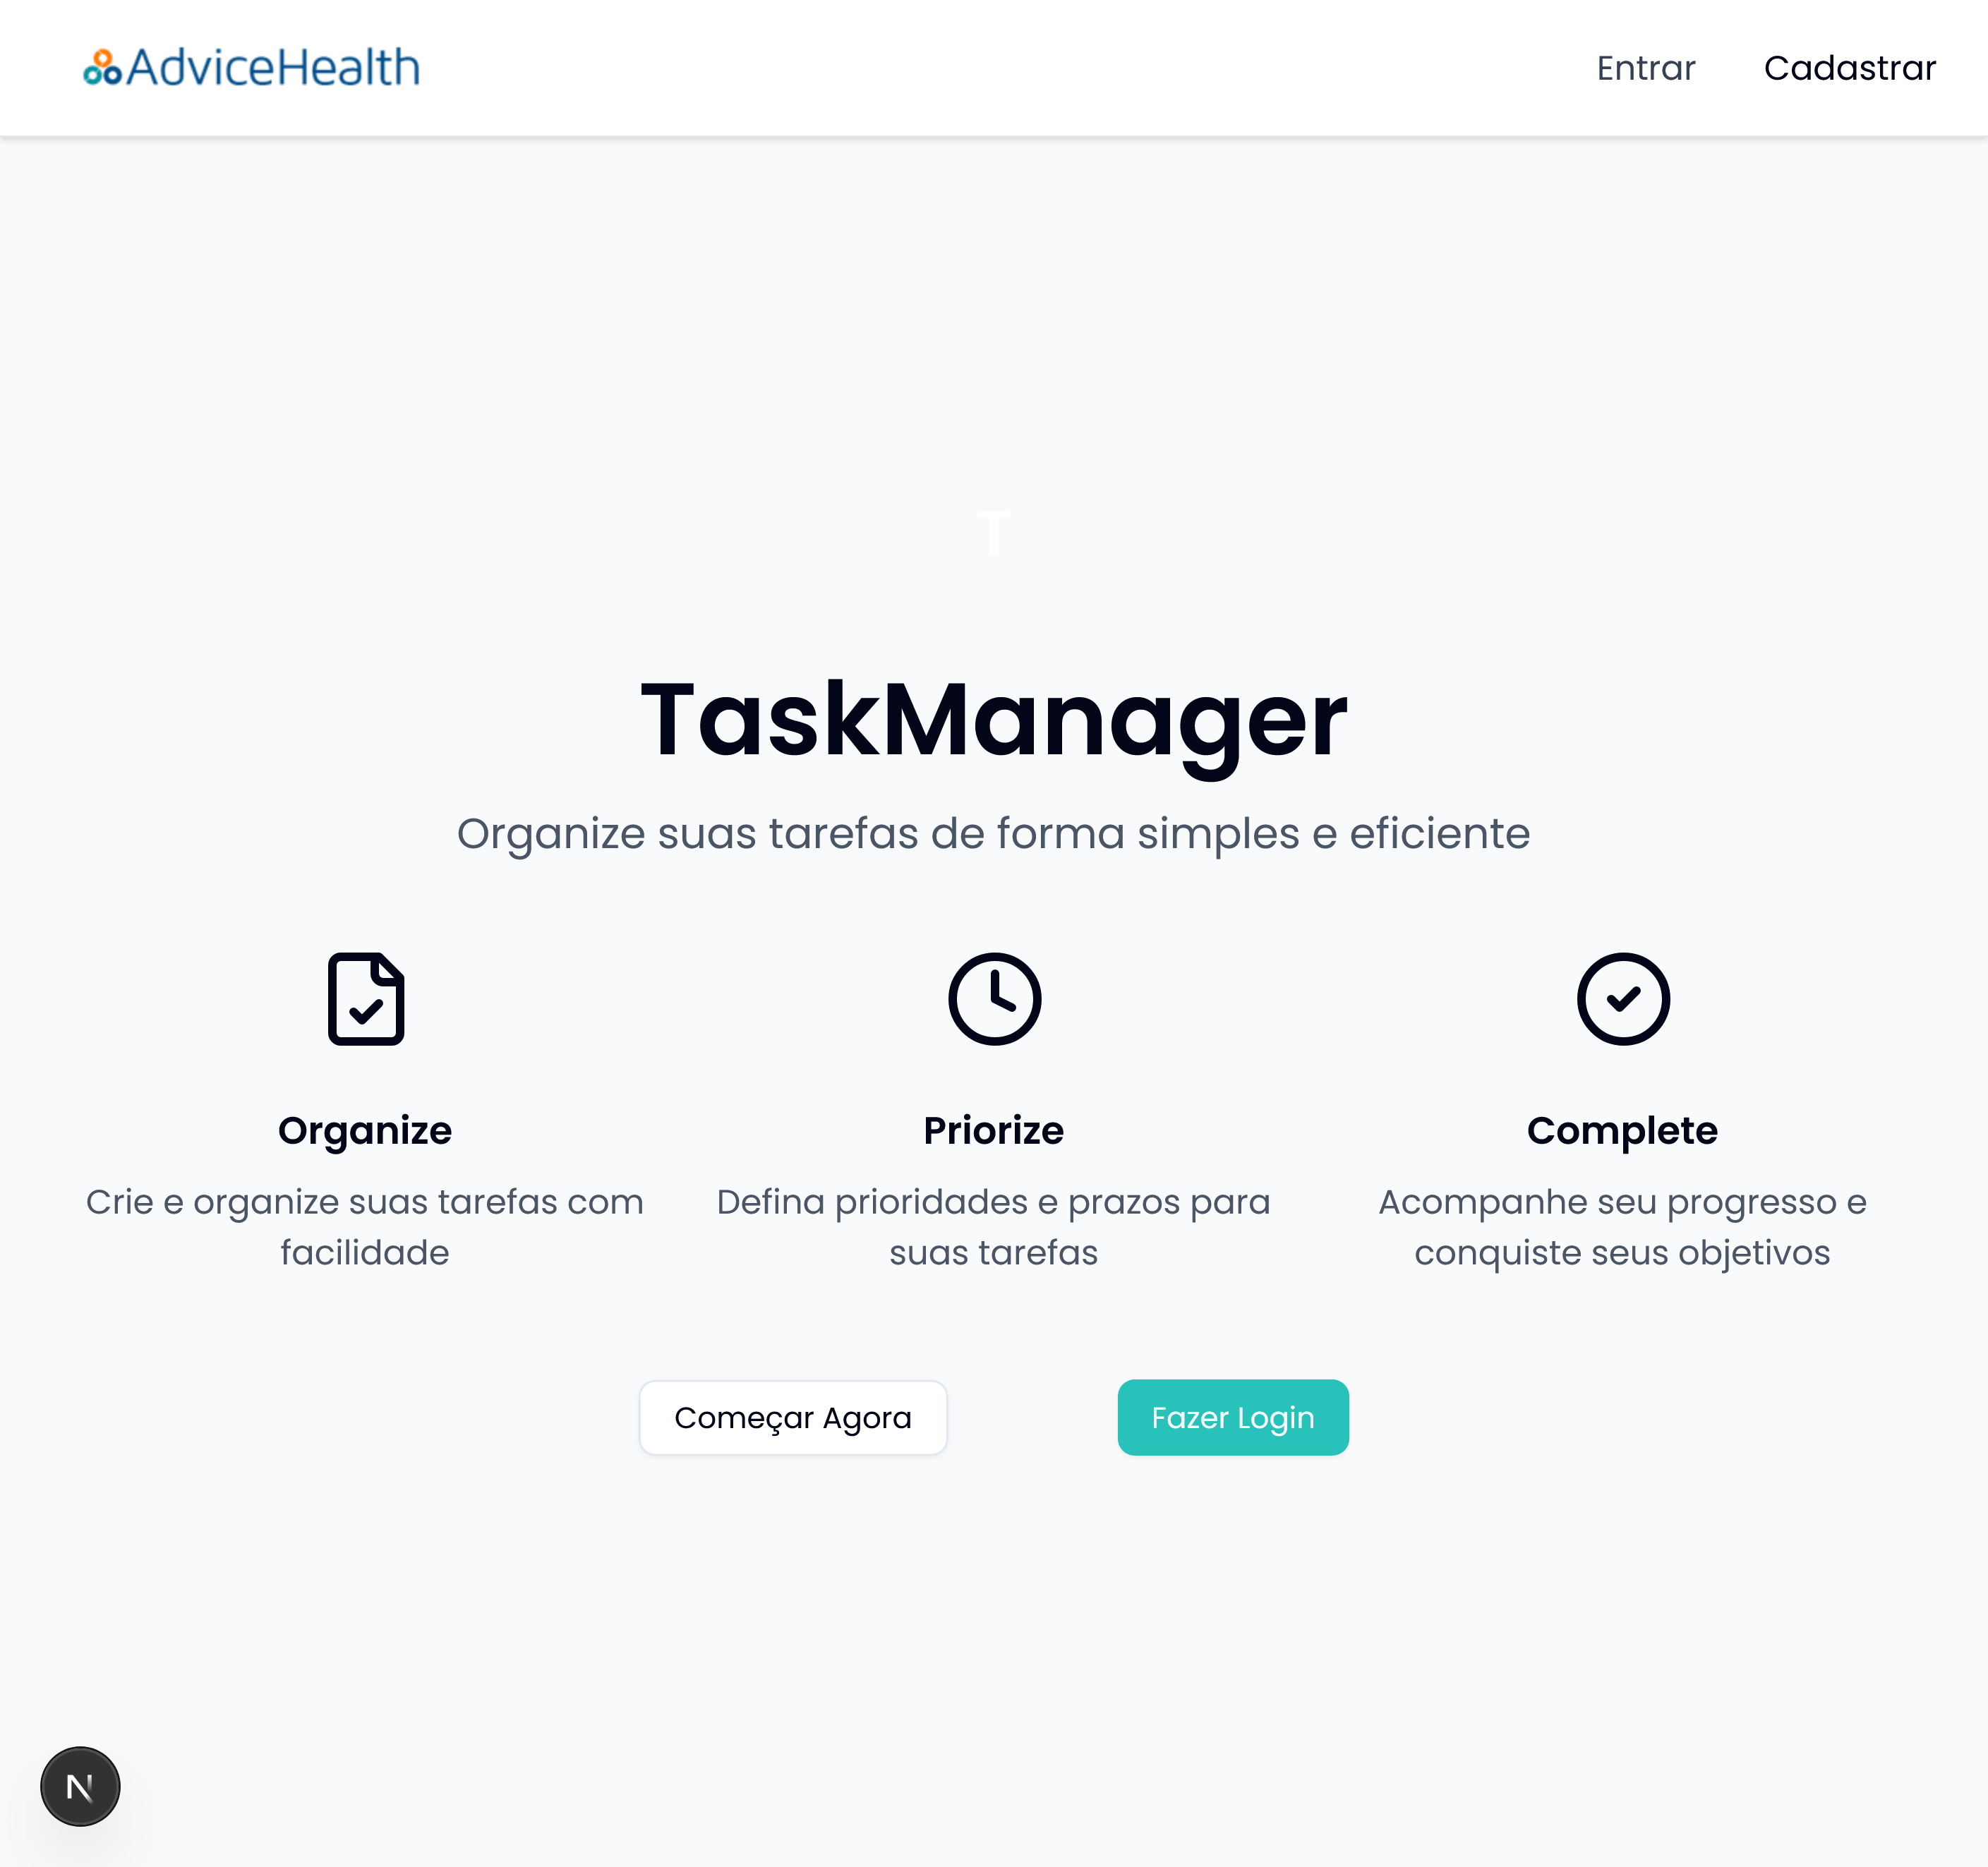 AdviceHealth
Entrar
Cadastrar
T
TaskManager
Organize suas tarefas de forma simples e eficiente
Organize
Priorize
Complete
Crie e organize suas tarefas com
facilidade
Defina prioridades e prazos para
suas tarefas
Acompanhe seu progresso e
conquiste seus objetivos
Começar Agora
Fazer Login
N